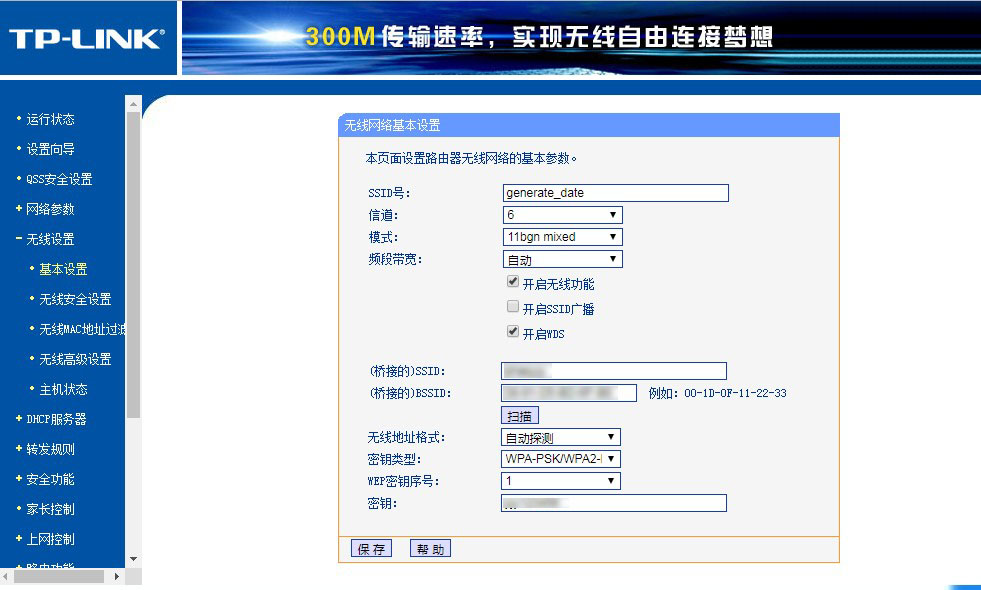 TP-LINK®
300M传输速率，实现无线自由连接梦想
运行状态
设置向导
QSS安全设置
网络参数
无线设置
基本设置
无线安全设置
无线MAC地址过滤
无线高级设置
主机状态
DHCP服务器
转发规则
安全功能
家长控制
上网控制
路由功能
无线网络基本设置
本页面设置路由器无线网络的基本参数。
SSID号： generate_date
信道： 6
模式： 11bgn mixed
频段带宽： 自动
开启无线功能
开启SSID广播
开启WDS
(桥接的)SSID：
(桥接的)BSSID： 例如：00-1D-0F-11-22-33
扫描
无线地址格式： 自动探测
密钥类型： WPA-PSK/WPA2-
WEP密钥序号： 1
密钥：
保存 帮助